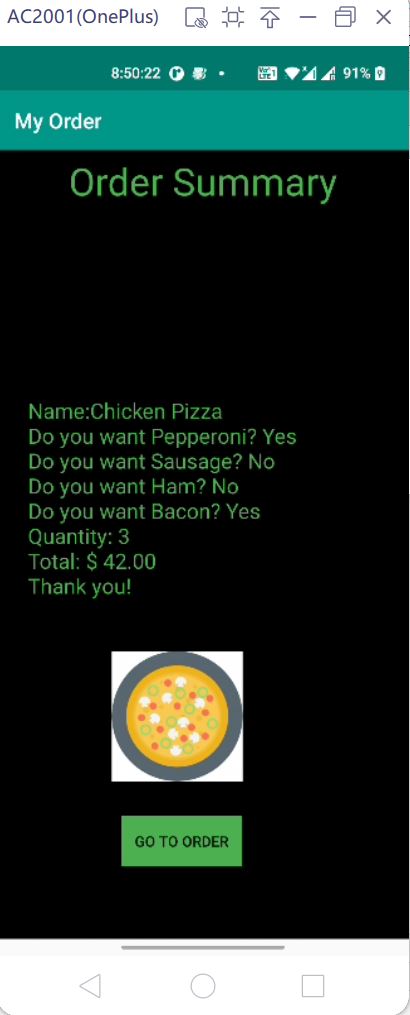 AC2001(OnePlus)
8:50:22
91%
My Order
Order Summary
Name:Chicken Pizza
Do you want Pepperoni? Yes
Do you want Sausage? No
Do you want Ham? No
Do you want Bacon? Yes
Quantity: 3
Total: $ 42.00
Thank you!
GO TO ORDER